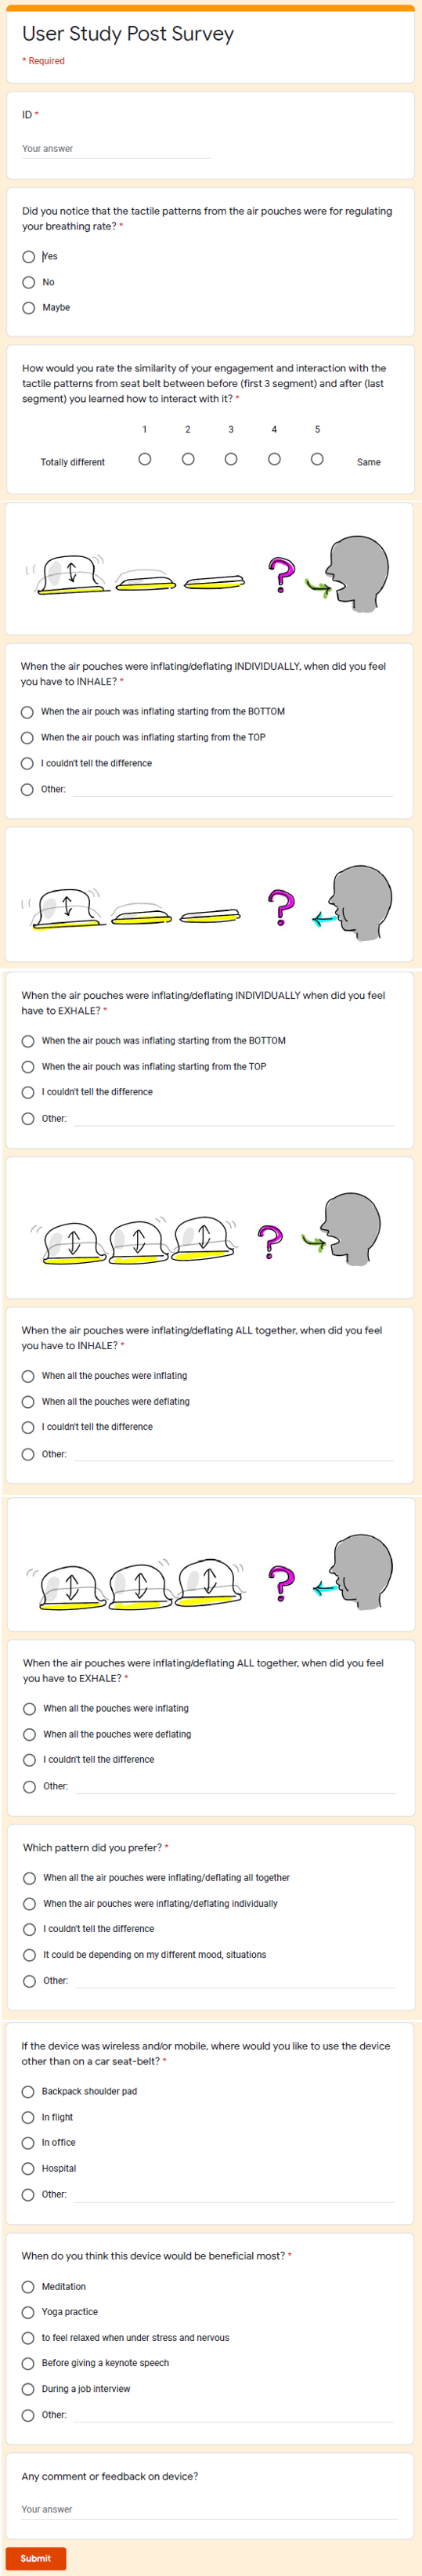 User Study Post Survey
* Required
ID *
Your answer
Did you notice that the tactile patterns from the air pouches were for regulating
your breathing rate? *
Yes
No
Maybe
How would you rate the similarity of your engagement and interaction with the
tactile patterns from seat belt between before (first 3 segment) and after (last
segment) you learned how to interact with it? *
1 2 3 4 5
Totally different Same
?
When the air pouches were inflating/deflating INDIVIDUALLY, when did you feel
you have to INHALE? *
When the air pouch was inflating starting from the BOTTOM
When the air pouch was inflating starting from the TOP
I couldn't tell the difference
Other:
?
When the air pouches were inflating/deflating INDIVIDUALLY when did you feel
have to EXHALE? *
When the air pouch was inflating starting from the BOTTOM
When the air pouch was inflating starting from the TOP
I couldn't tell the difference
Other:
?
When the air pouches were inflating/deflating ALL together, when did you feel
you have to INHALE? *
When all the pouches were inflating
When all the pouches were deflating
I couldn't tell the difference
Other:
?
When the air pouches were inflating/deflating ALL together, when did you feel
you have to EXHALE? *
When all the pouches were inflating
When all the pouches were deflating
I couldn't tell the difference
Other:
Which pattern did you prefer? *
When all the air pouches were inflating/deflating all together
When the air pouches were inflating/deflating individually
I couldn't tell the difference
It could be depending on my different mood, situations
Other:
If the device was wireless and/or mobile, where would you like to use the device
other than on a car seat-belt? *
Backpack shoulder pad
In flight
In office
Hospital
Other:
When do you think this device would be beneficial most? *
Meditation
Yoga practice
to feel relaxed when under stress and nervous
Before giving a keynote speech
During a job interview
Other:
Any comment or feedback on device?
Your answer
Submit